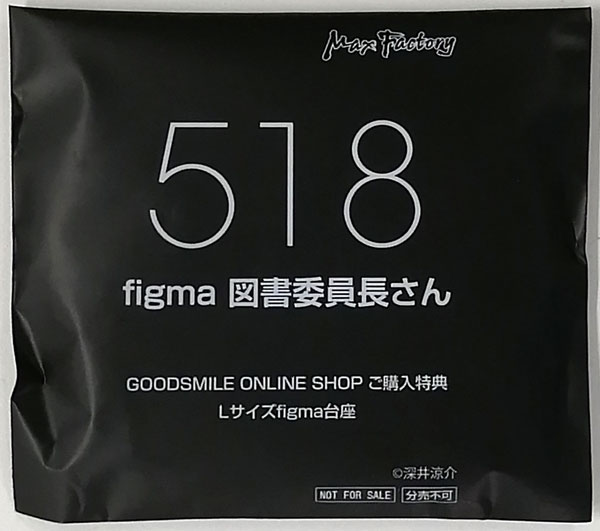 Max Factory
518
figma 図書委員長さん
GOODSMILE ONLINE SHOP ご購入特典
Lサイズfigma台座
©深井涼介
NOT FOR SALE 分売不可